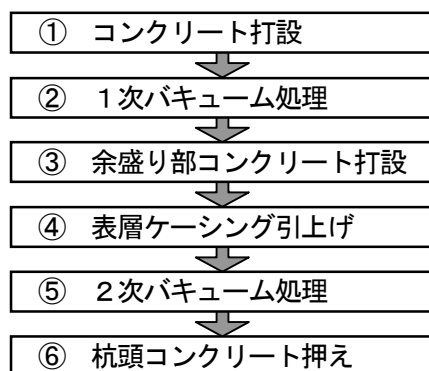 ① コンクリート打設
② 1次バキューム処理
③ 余盛り部コンクリート打設
④ 表層ケーシング引上げ
⑤ 2次バキューム処理
⑥ 杭頭コンクリート押え